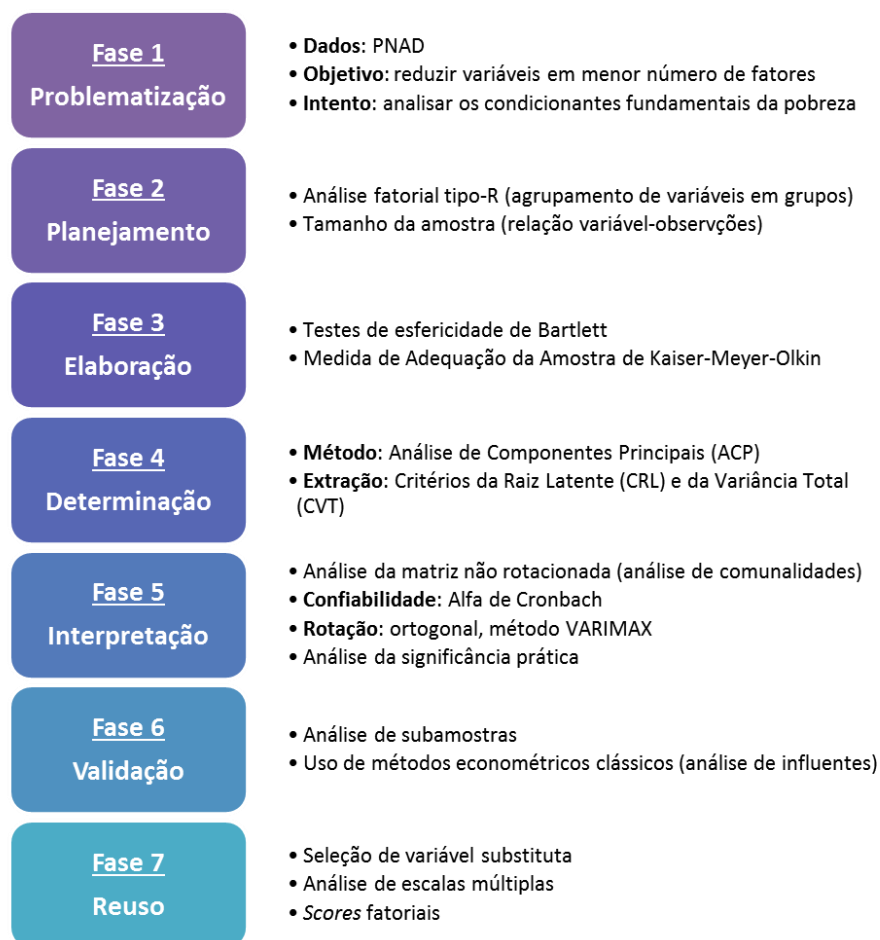 Fase 1
Problematização
• Dados: PNAD
• Objetivo: reduzir variáveis em menor número de fatores
• Intento: analisar os condicionantes fundamentais da pobreza
Fase 2
Planejamento
• Análise fatorial tipo-R (agrupamento de variáveis em grupos)
• Tamanho da amostra (relação variável-observções)
Fase 3
Elaboração
• Testes de esfericidade de Bartlett
• Medida de Adequação da Amostra de Kaiser-Meyer-Olkin
Fase 4
Determinação
• Método: Análise de Componentes Principais (ACP)
• Extração: Critérios da Raiz Latente (CRL) e da Variância Total
(CVT)
Fase 5
Interpretação
• Análise da matriz não rotacionada (análise de comunalidades)
• Confiabilidade: Alfa de Cronbach
• Rotação: ortogonal, método VARIMAX
• Análise da significância prática
Fase 6
Validação
• Análise de subamostras
• Uso de métodos econométricos clássicos (análise de influentes)
Fase 7
Reuso
• Seleção de variável substituta
• Análise de escalas múltiplas
• Scores fatoriais